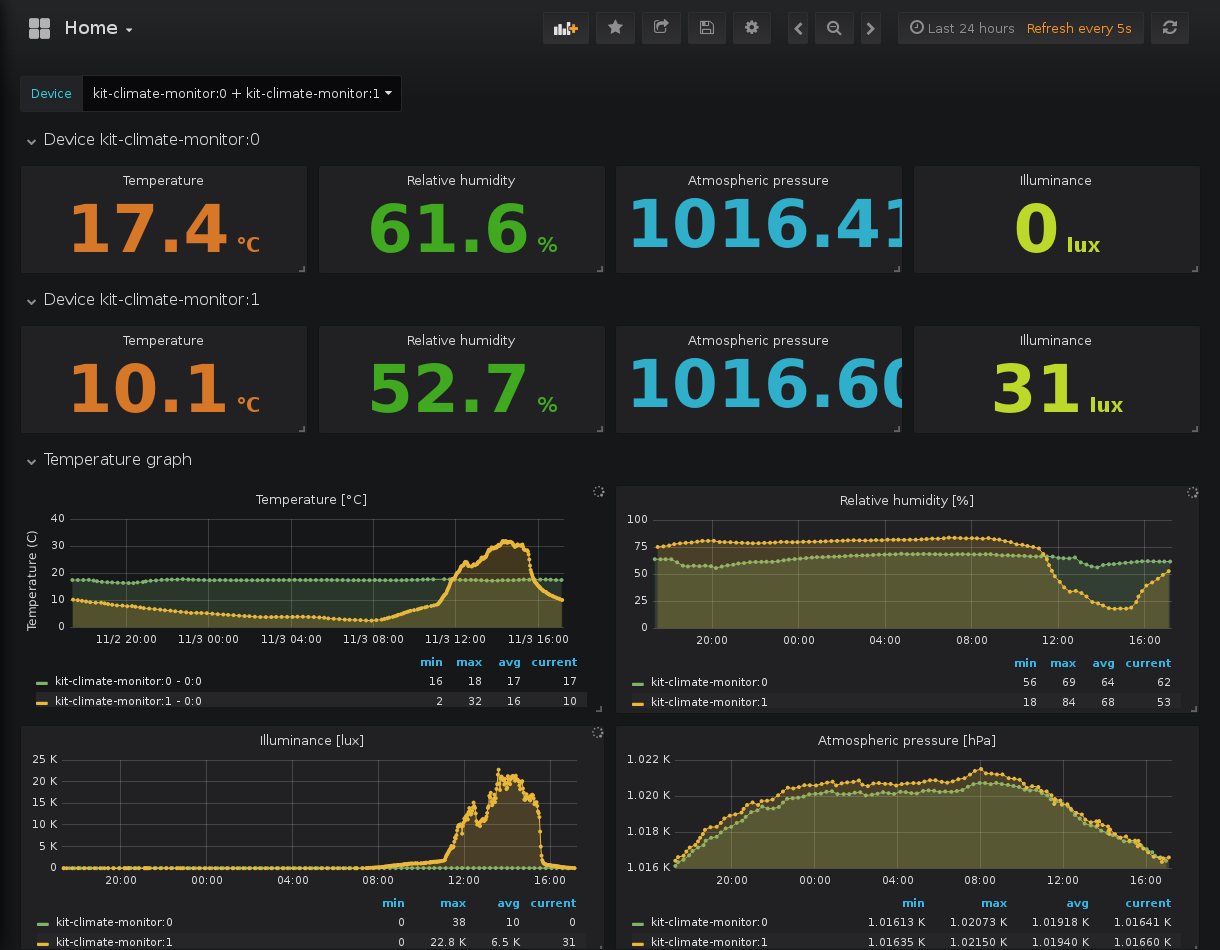 Home
Last 24 hours Refresh every 5s
Device kit-climate-monitor:0 + kit-climate-monitor:1
Device kit-climate-monitor:0
Temperature Relative humidity Atmospheric pressure Illuminance
17.4 °C 61.6 % 1016.41 0 lux
Device kit-climate-monitor:1
Temperature Relative humidity Atmospheric pressure Illuminance
10.1 °C 52.7 % 1016.60 31 lux
Temperature graph
Temperature [°C]
Temperature (C)
40
30
20
10
0
11/2 20:00 11/3 00:00 11/3 04:00 11/3 08:00 11/3 12:00 11/3 16:00
min max avg current
kit-climate-monitor:0 - 0:0 16 18 17 17
kit-climate-monitor:1 - 0:0 2 32 16 10
Relative humidity [%]
100
75
50
25
0
20:00 00:00 04:00 08:00 12:00 16:00
min max avg current
kit-climate-monitor:0 56 69 64 62
kit-climate-monitor:1 18 84 68 53
Illuminance [lux]
25 K
20 K
15 K
10 K
5 K
0
20:00 00:00 04:00 08:00 12:00 16:00
min max avg current
kit-climate-monitor:0 0 38 10 0
kit-climate-monitor:1 0 22.8 K 6.5 K 31
Atmospheric pressure [hPa]
1.022 K
1.020 K
1.018 K
1.016 K
20:00 00:00 04:00 08:00 12:00 16:00
min max avg current
kit-climate-monitor:0 1.01613 K 1.02073 K 1.01918 K 1.01641 K
kit-climate-monitor:1 1.01635 K 1.02150 K 1.01940 K 1.01660 K